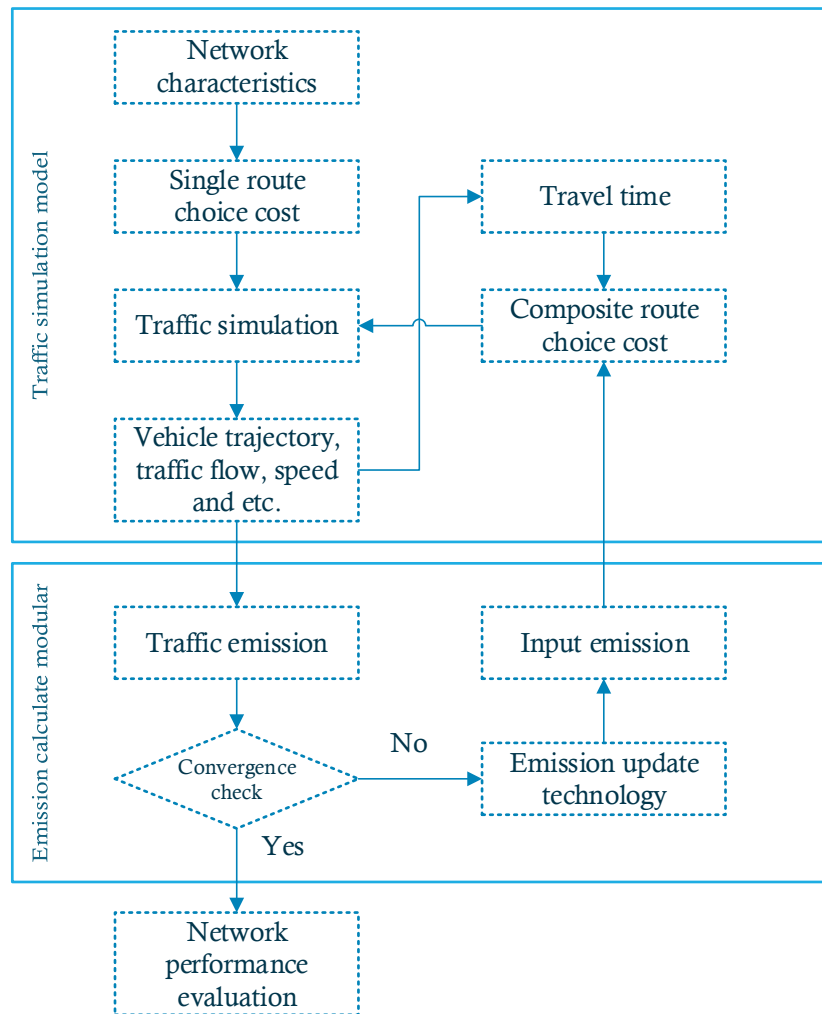 Traffic simulation model
Network
characteristics
Single route
choice cost
Travel time
Traffic simulation
Composite route
choice cost
Vehicle trajectory,
traffic flow, speed
and etc.
Emission calculate modular
Traffic emission
Input emission
Convergence
check
No
Emission update
technology
Yes
Network
performance
evaluation